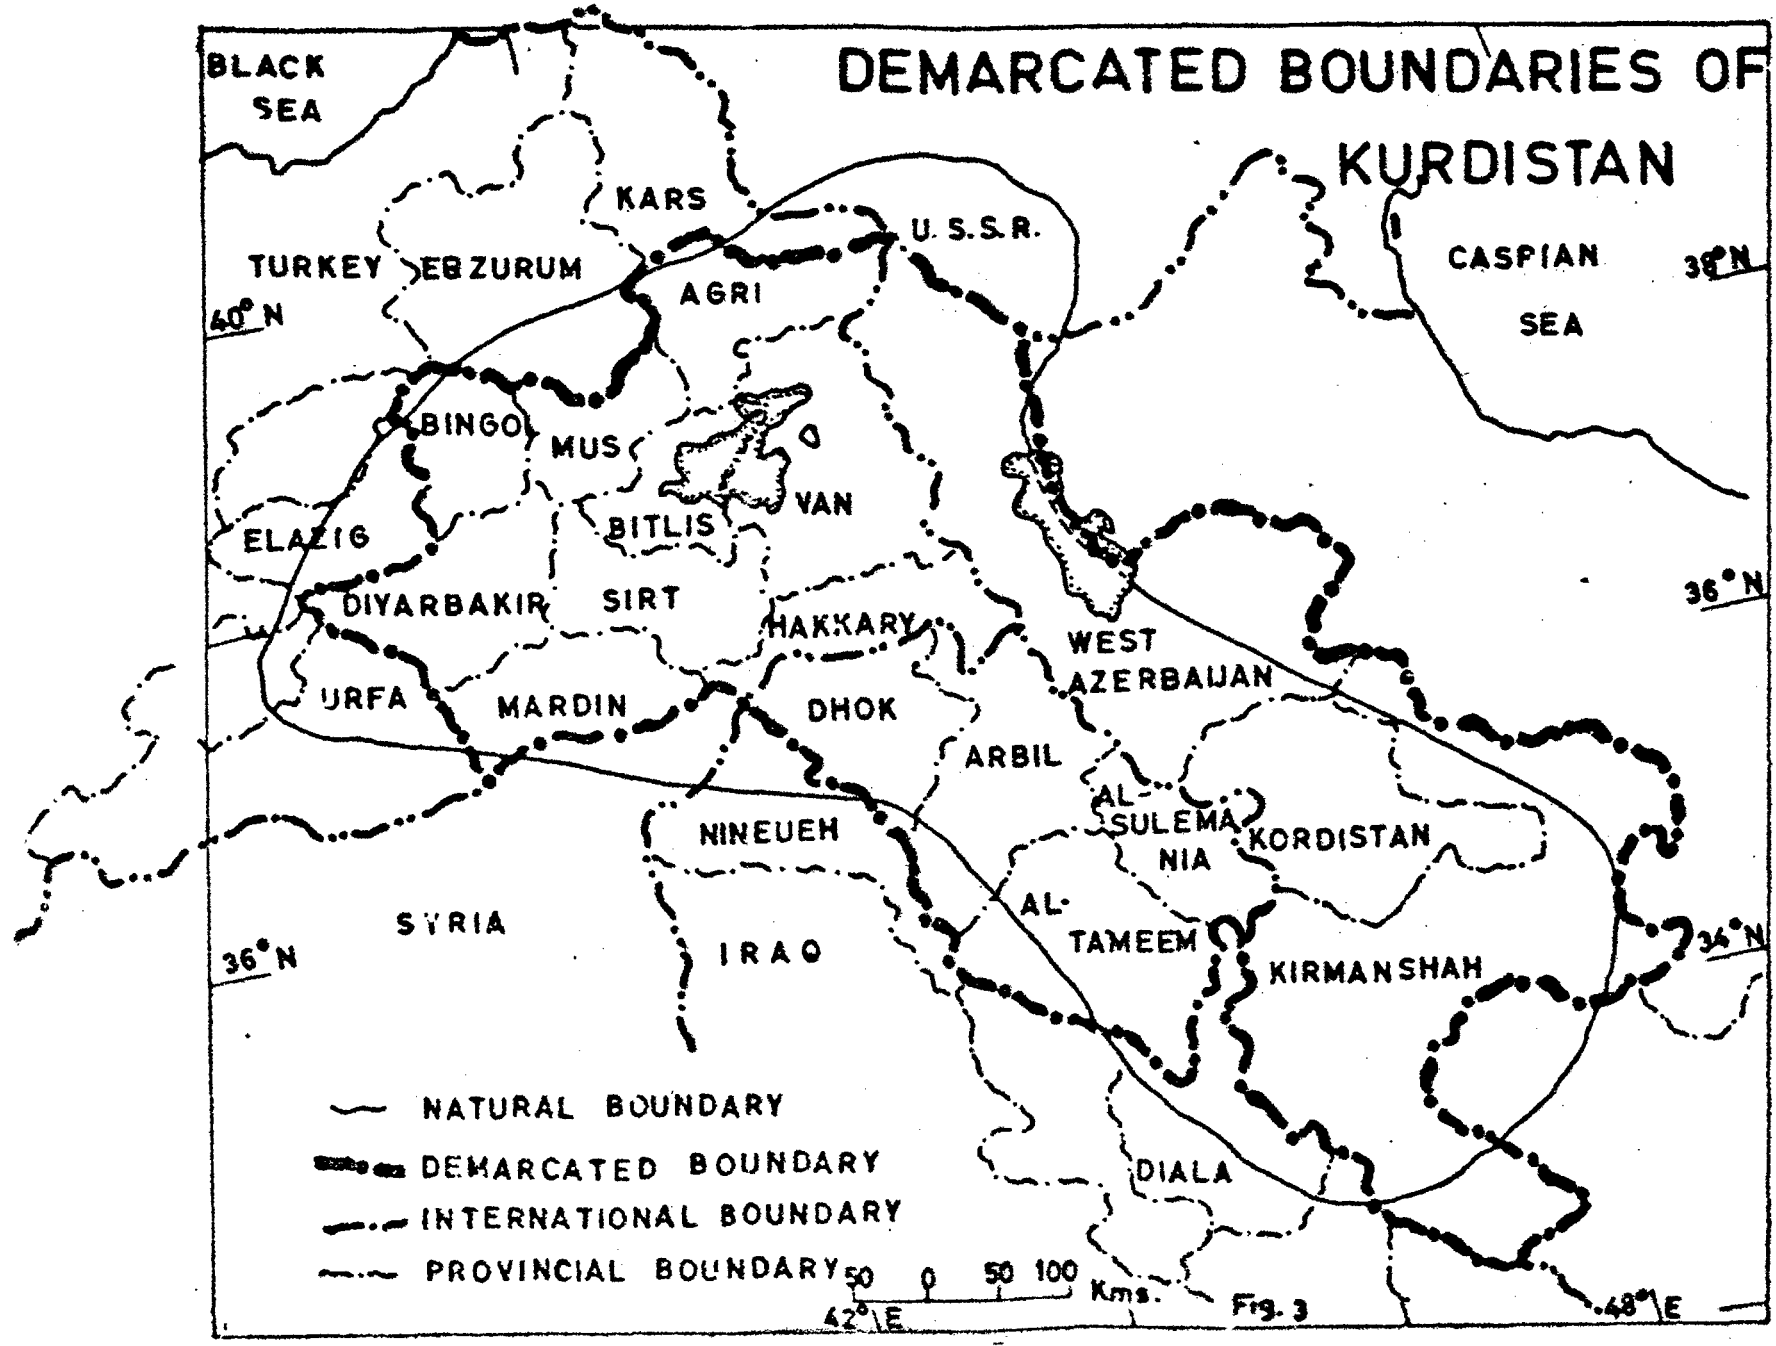 DEMARCATED BOUNDARIES OF
KURDISTAN
BLACK
SEA
KARS
U.S.S.R.
CASPIAN
SEA
38°N
TURKEY
EBZURUM
AGRI
40°N
BINGOL
MUS
VAN
ELAZIG
BITLIS
36°N
DIYARBAKIR
SIRT
HAKKARY
WEST
AZERBAIJAN
URFA
MARDIN
DHOK
ARBIL
AL-
SULEMA
NIA
KORDISTAN
NINEUEH
AL-
TAMEEM
SYRIA
IRAQ
34°N
36°N
KIRMANSHAH
DIALA
NATURAL BOUNDARY
DEMARCATED BOUNDARY
INTERNATIONAL BOUNDARY
PROVINCIAL BOUNDARY
50 0 50 100
Kms.
42°E
Fig. 3
48°E